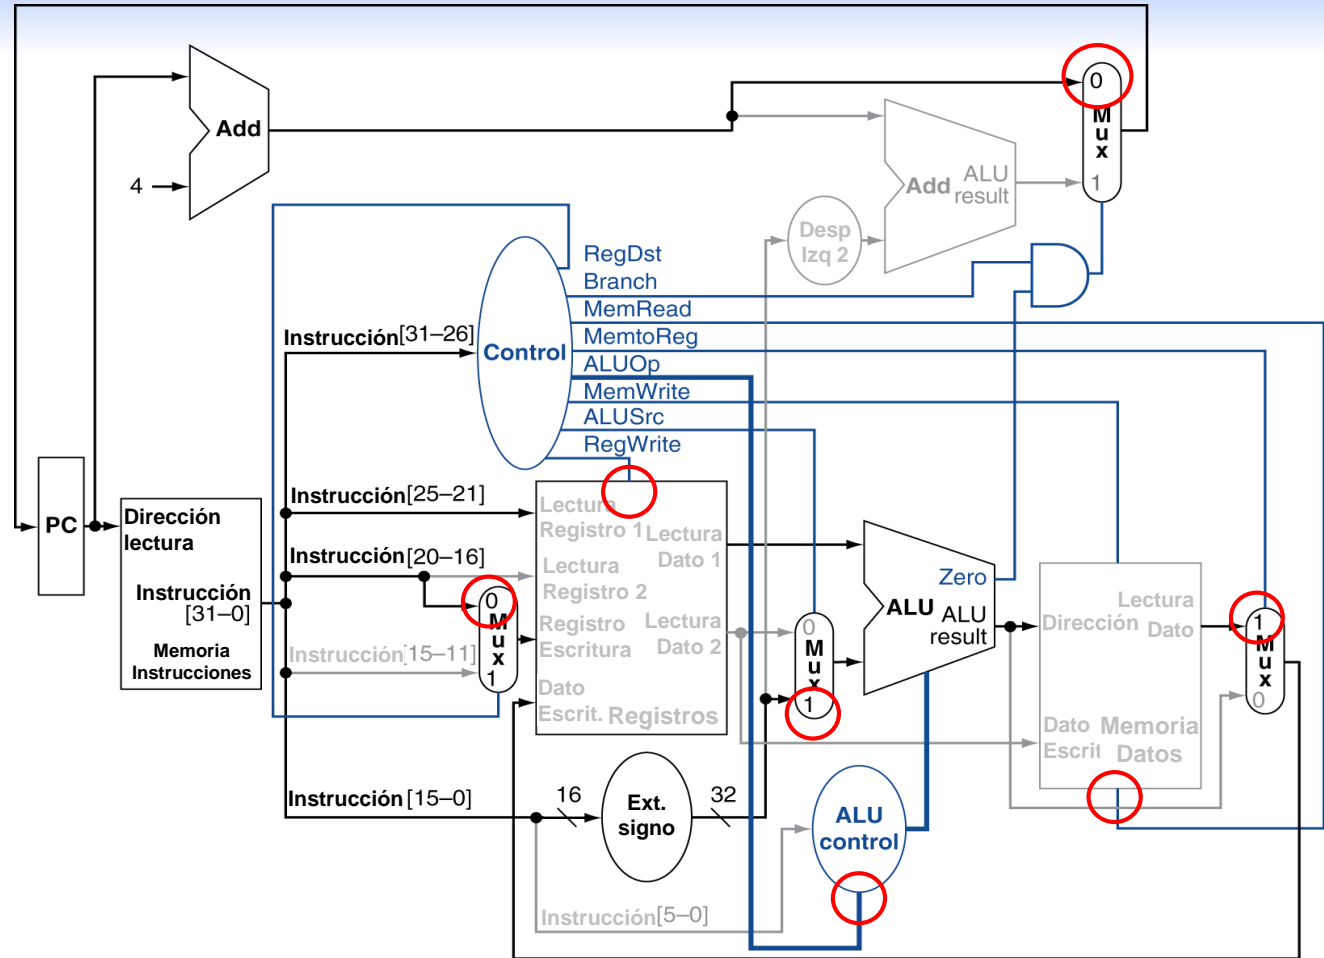 0
Mux
1
Add
4
Add ALU
result
Desp
Izq 2
RegDst
Branch
MemRead
MemtoReg
ALUOp
MemWrite
ALUSrc
RegWrite
Instrucción[31–26]
Control
PC
Dirección
lectura
Instrucción
[31–0]
Memoria
Instrucciones
Instrucción[25–21]
Instrucción[20–16]
Instrucción[15–11]
0
Mux
1
Lectura
Registro 1
Lectura
Registro 2
Registro
Escritura
Dato
Escrit.
Registros
Lectura
Dato 1
Lectura
Dato 2
0
Mux
1
Zero
ALU ALU
result
Dirección
Lectura
Dato
Dato
Escrit
Memoria
Datos
1
Mux
0
Instrucción[15–0]
16
Ext.
signo
32
ALU
control
Instrucción[5–0]